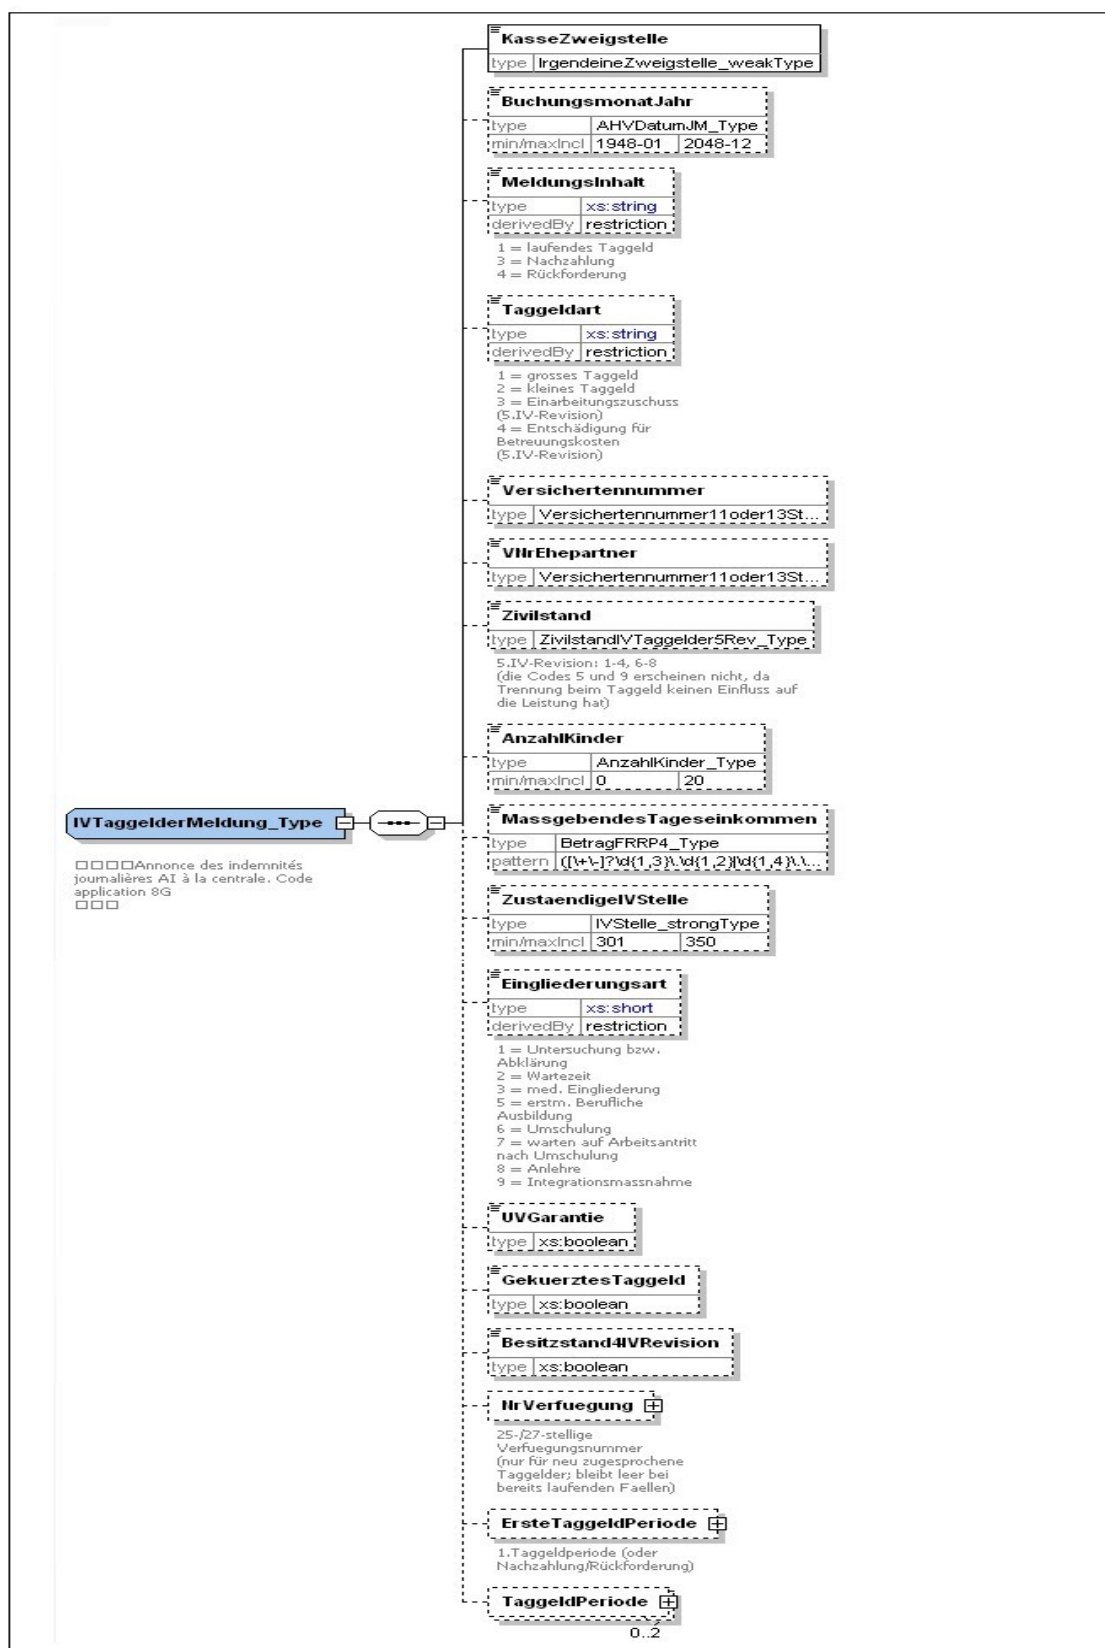 KasseZweigstelle
type IrgendeineZweigstelle_weakType
BuchungsmonatJahr
type AHVDatumJM_Type
min/maxIncl 1948-01 2048-12
MeldungsInhalt
type xs:string
derivedBy restriction
1 = laufendes Taggeld
3 = Nachzahlung
4 = Rückforderung
Taggeldart
type xs:string
derivedBy restriction
1 = grosses Taggeld
2 = kleines Taggeld
3 = Einarbeitungszuschuss
(5.IV-Revision)
4 = Entschädigung für
Betreuungskosten
(5.IV-Revision)
Versichertennummer
type Versichertennummer11oder13St...
VNrEhepartner
type Versichertennummer11oder13St...
Zivilstand
type ZivilstandIVTaggelder5Rev_Type
5.IV-Revision: 1-4, 6-8
(die Codes 5 und 9 erscheinen nicht, da
Trennung beim Taggeld keinen Einfluss auf
die Leistung hat)
AnzahlKinder
type AnzahlKinder_Type
min/maxIncl 0 20
IVTaggelderMeldung_Type
Annonce des indemnités
journalières AI à la centrale. Code
application 8G
MassgebendesTageseinkommen
type BetragFRRP4_Type
pattern ([\+\-]?\d{1,3}\.\d{1,2}|\d{1,4}\.\...
ZustaendigeIVStelle
type IVStelle_strongType
min/maxIncl 301 350
Eingliederungsart
type xs:short
derivedBy restriction
1 = Untersuchung bzw.
Abklärung
2 = Wartezeit
3 = med. Eingliederung
5 = erstm. Berufliche
Ausbildung
6 = Umschulung
7 = warten auf Arbeitsantritt
nach Umschulung
8 = Anlehre
9 = Integrationsmassnahme
UVGarantie
type xs:boolean
GekuerztesTaggeld
type xs:boolean
Besitzstand4IVRevision
type xs:boolean
NrVerfuegung
25-/27-stellige
Verfuegungsnummer
(nur für neu zugesprochene
Taggelder; bleibt leer bei
bereits laufenden Faellen)
ErsteTaggeldPeriode
1.Taggeldperiode (oder
Nachzahlung/Rückforderung)
TaggeldPeriode
0..2